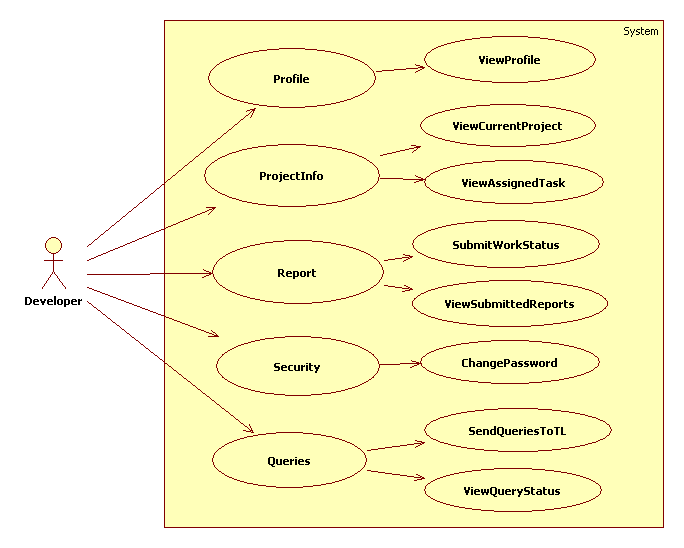 System
Profile
ViewProfile
ProjectInfo
ViewCurrentProject
ViewAssignedTask
Developer
Report
SubmitWorkStatus
ViewSubmittedReports
Security
ChangePassword
Queries
SendQueriesToTL
ViewQueryStatus